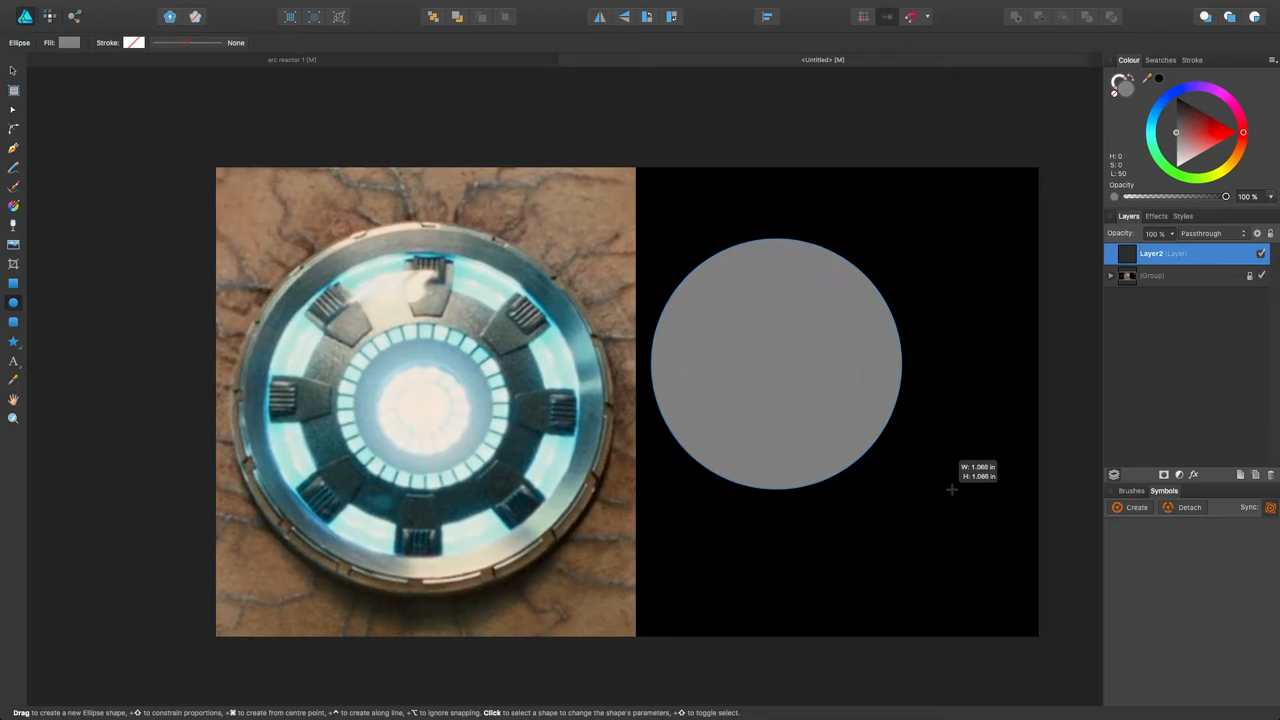 Ellipse Fill: Stroke: None
arc reactor 1 [M] <Untitled> [M]
Colour Swatches Stroke
H: 0
S: 0
L: 50
Opacity
100 %
Layers Effects Styles
Opacity: 100 % Passthrough
Layer2 (Layer)
(Group)
W: 1.066 in
H: 1.066 in
Brushes Symbols
Create Detach Sync:
A
Drag to create a new Ellipse shape, +⇧ to constrain proportions, +⌘ to create from centre point, +⌃ to create along line, +⌥ to ignore snapping. Click to select a shape to change the shape's parameters, +⇧ to toggle select.